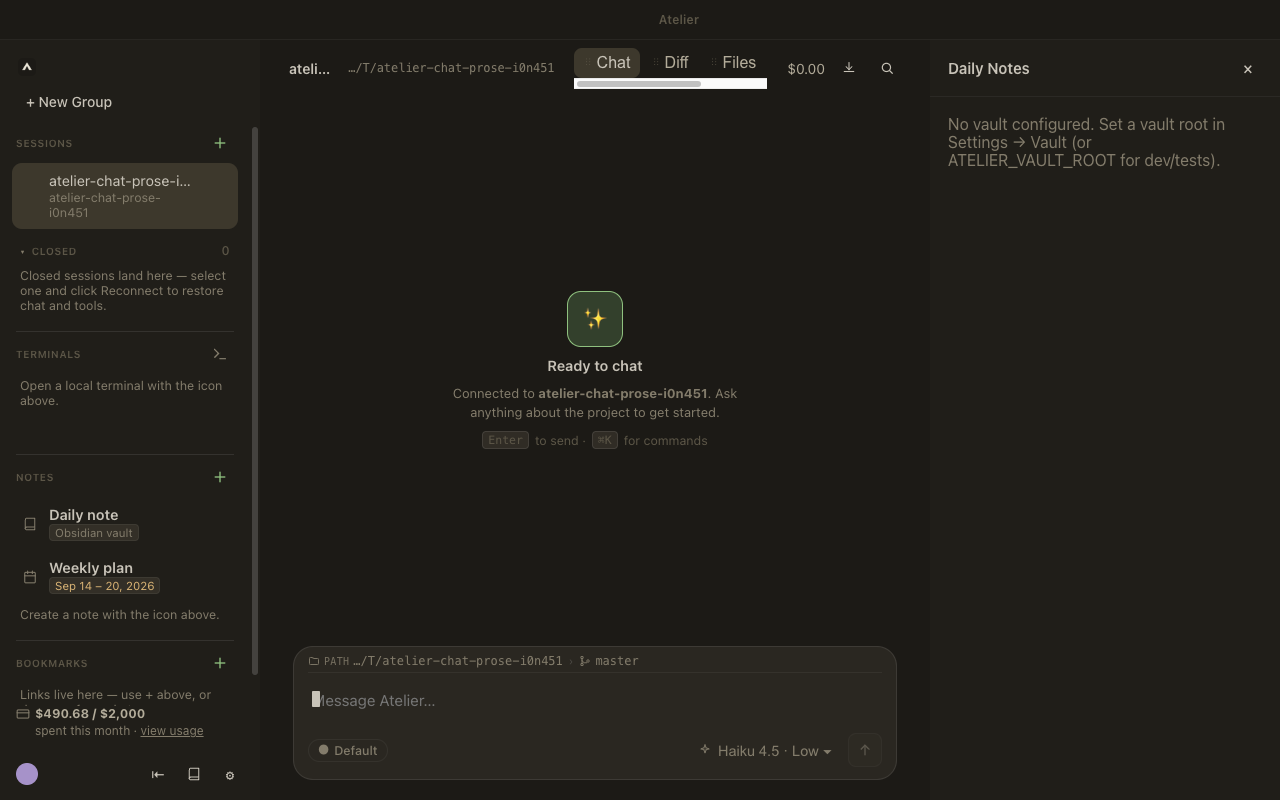 Atelier
+ New Group
SESSIONS
atelier-chat-prose-i...
atelier-chat-prose-
i0n451
CLOSED 0
Closed sessions land here — select
one and click Reconnect to restore
chat and tools.
TERMINALS
Open a local terminal with the icon
above.
NOTES
Daily note
Obsidian vault
Weekly plan
Sep 14 – 20, 2026
Create a note with the icon above.
BOOKMARKS
Links live here — use + above, or
$490.68 / $2,000
spent this month · view usage
ateli... …/T/atelier-chat-prose-i0n451 Chat Diff Files $0.00
Ready to chat
Connected to atelier-chat-prose-i0n451. Ask
anything about the project to get started.
Enter to send · ⌘K for commands
PATH …/T/atelier-chat-prose-i0n451 › master
Message Atelier...
Default Haiku 4.5 · Low
Daily Notes ×
No vault configured. Set a vault root in
Settings → Vault (or
ATELIER_VAULT_ROOT for dev/tests).